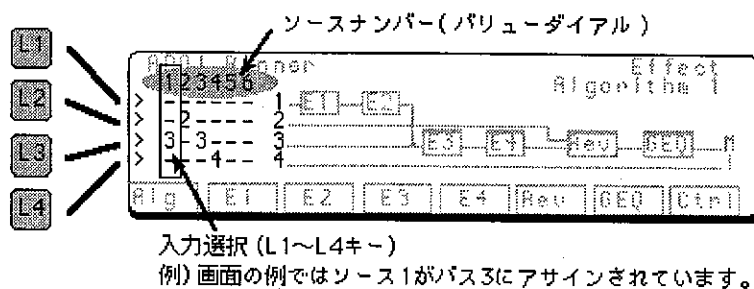 ソースナンバー(バリューダイアル)
L1
L2
L3
L4
Effect
Algorithm 1
123456
> ------ 1 E1 E2
> -2---- 2
> 3-3--- 3 E3 E4 Rev GEQ M
> ---4-- 4
Alg E1 E2 E3 E4 Rev GEQ Ctrl
入力選択(L1〜L4キー)
例)画面の例ではソース1がバス3にアサインされています。